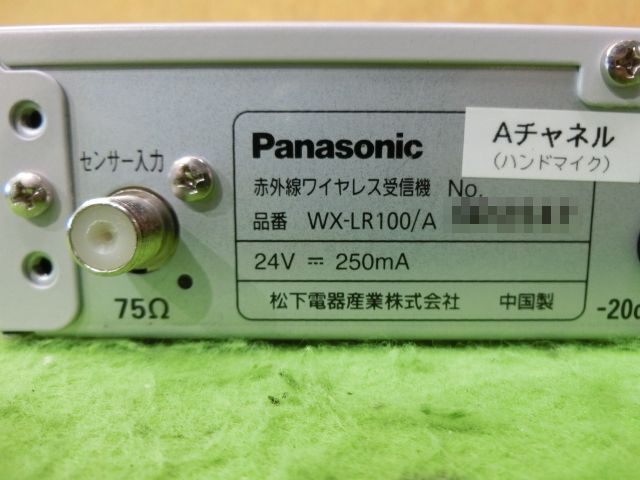 センサー入力
75Ω
Panasonic
赤外線ワイヤレス受信機 No.
品番 WX-LR100/A
24V ⎓ 250mA
松下電器産業株式会社 中国製
Aチャネル
(ハンドマイク)